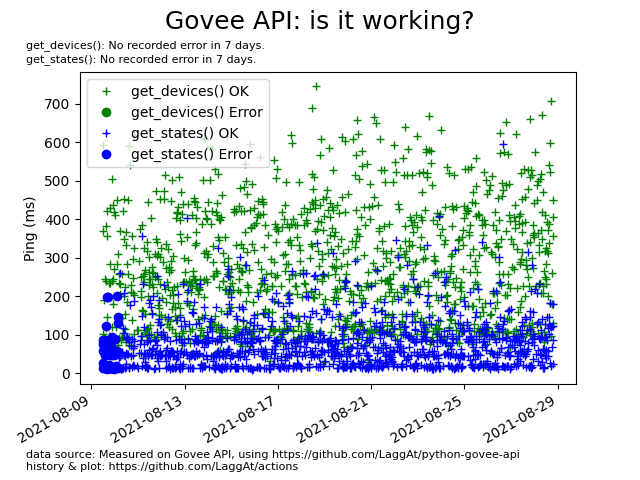 Govee API: is it working?
get_devices(): No recorded error in 7 days.
get_states(): No recorded error in 7 days.
get_devices() OK
get_devices() Error
get_states() OK
get_states() Error
Ping (ms)
700
600
500
400
300
200
100
0
2021-08-09
2021-08-13
2021-08-17
2021-08-21
2021-08-25
2021-08-29
data source: Measured on Govee API, using https://github.com/LaggAt/python-govee-api
history & plot: https://github.com/LaggAt/actions